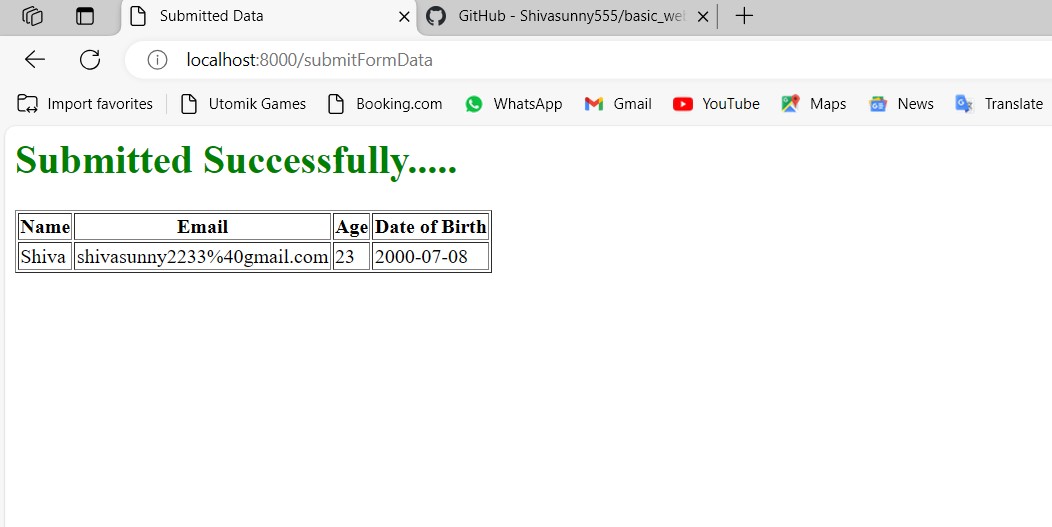 Submitted Data GitHub - Shivasunny555/basic_we
localhost:8000/submitFormData
Import favorites Utomik Games Booking.com WhatsApp Gmail YouTube Maps News Translate
Submitted Successfully.....
Name Email Age Date of Birth
Shiva shivasunny2233%40gmail.com 23 2000-07-08